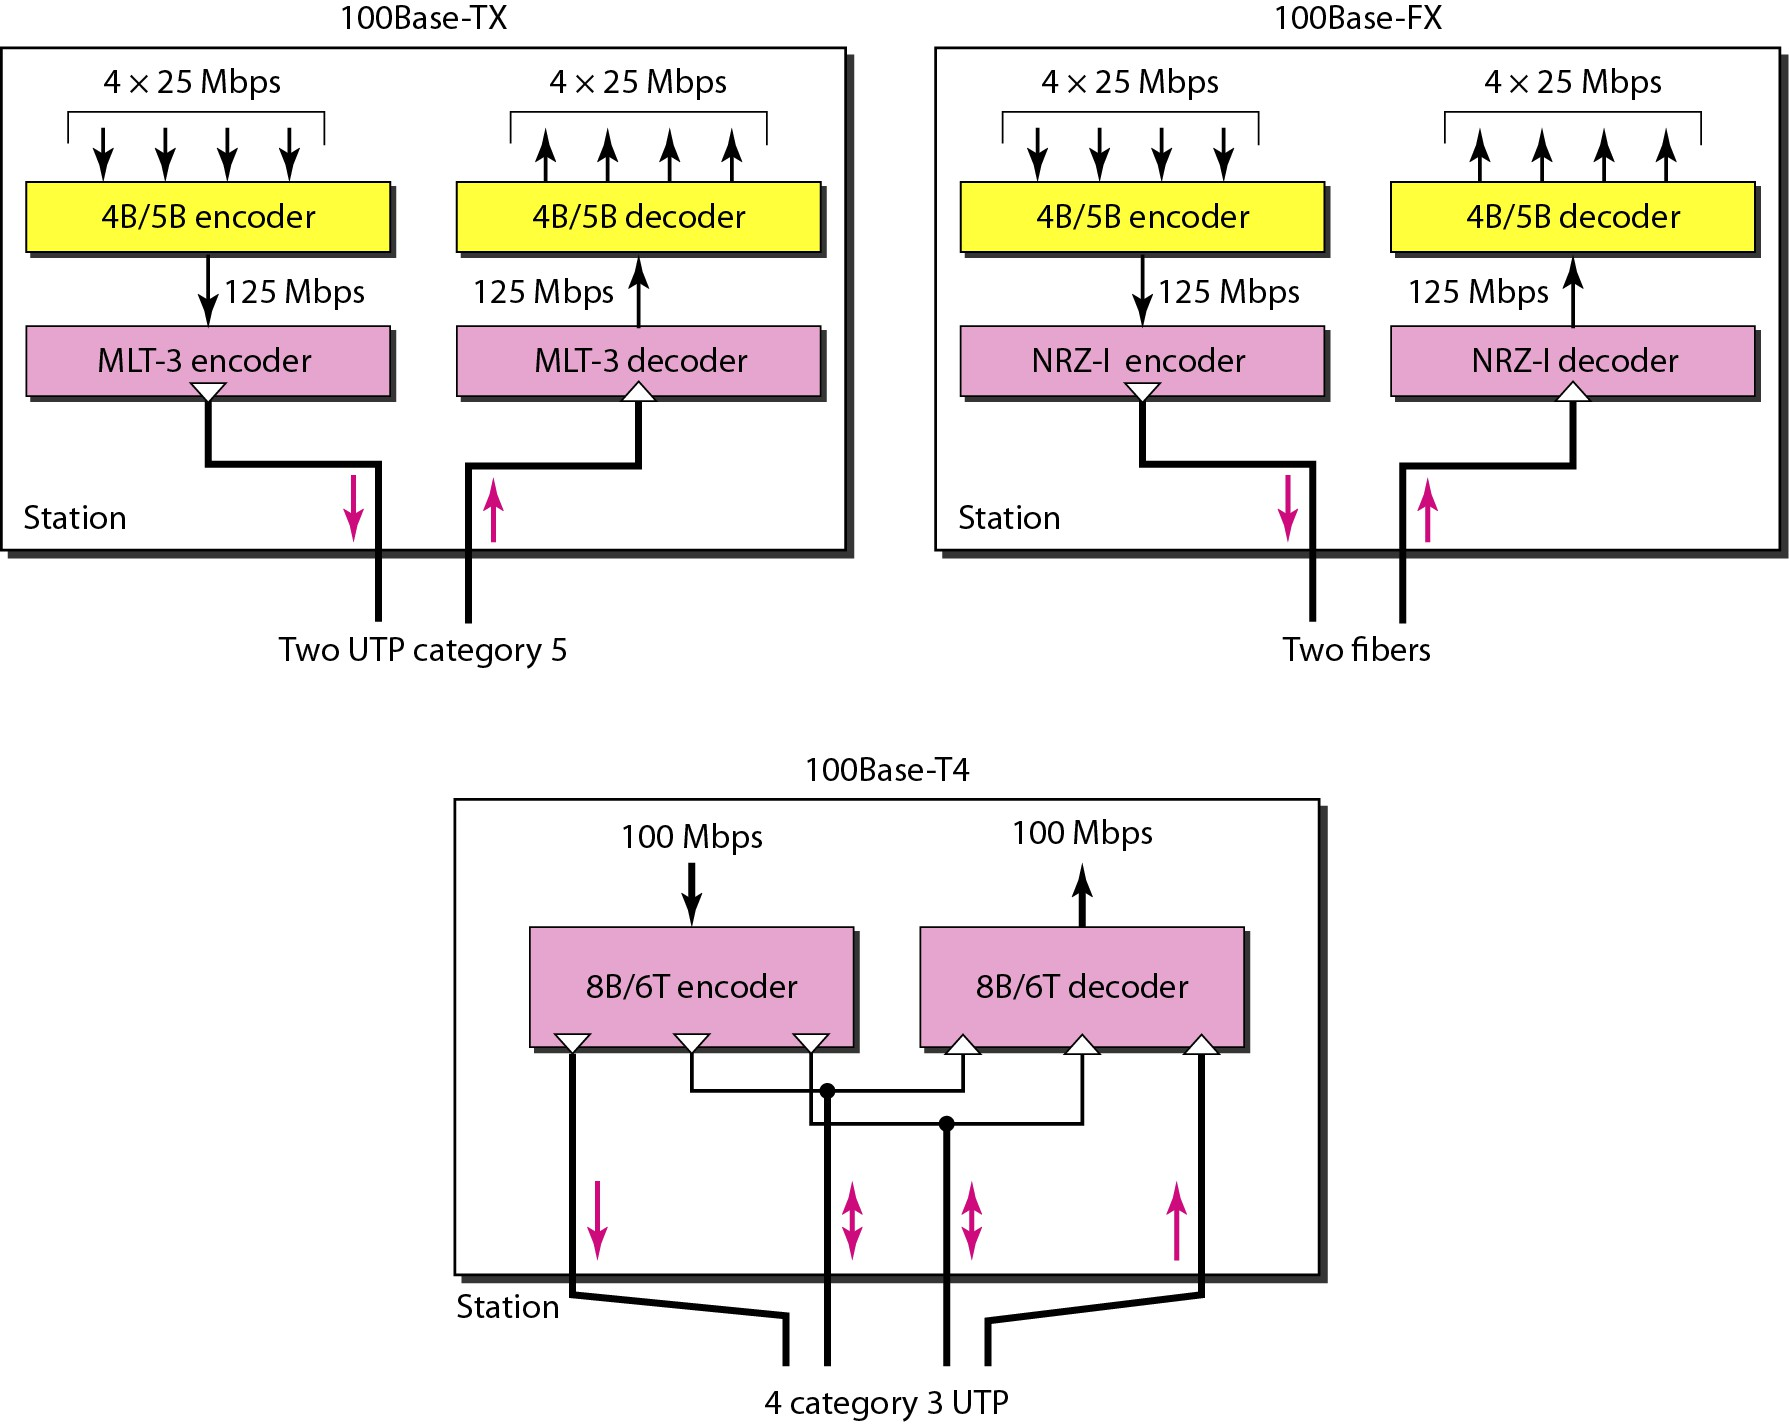 100Base-TX
4 × 25 Mbps
4 × 25 Mbps
4B/5B encoder
4B/5B decoder
125 Mbps
125 Mbps
MLT-3 encoder
MLT-3 decoder
Station
Two UTP category 5
100Base-FX
4 × 25 Mbps
4 × 25 Mbps
4B/5B encoder
4B/5B decoder
125 Mbps
125 Mbps
NRZ-I encoder
NRZ-I decoder
Station
Two fibers
100Base-T4
100 Mbps
100 Mbps
8B/6T encoder
8B/6T decoder
Station
4 category 3 UTP